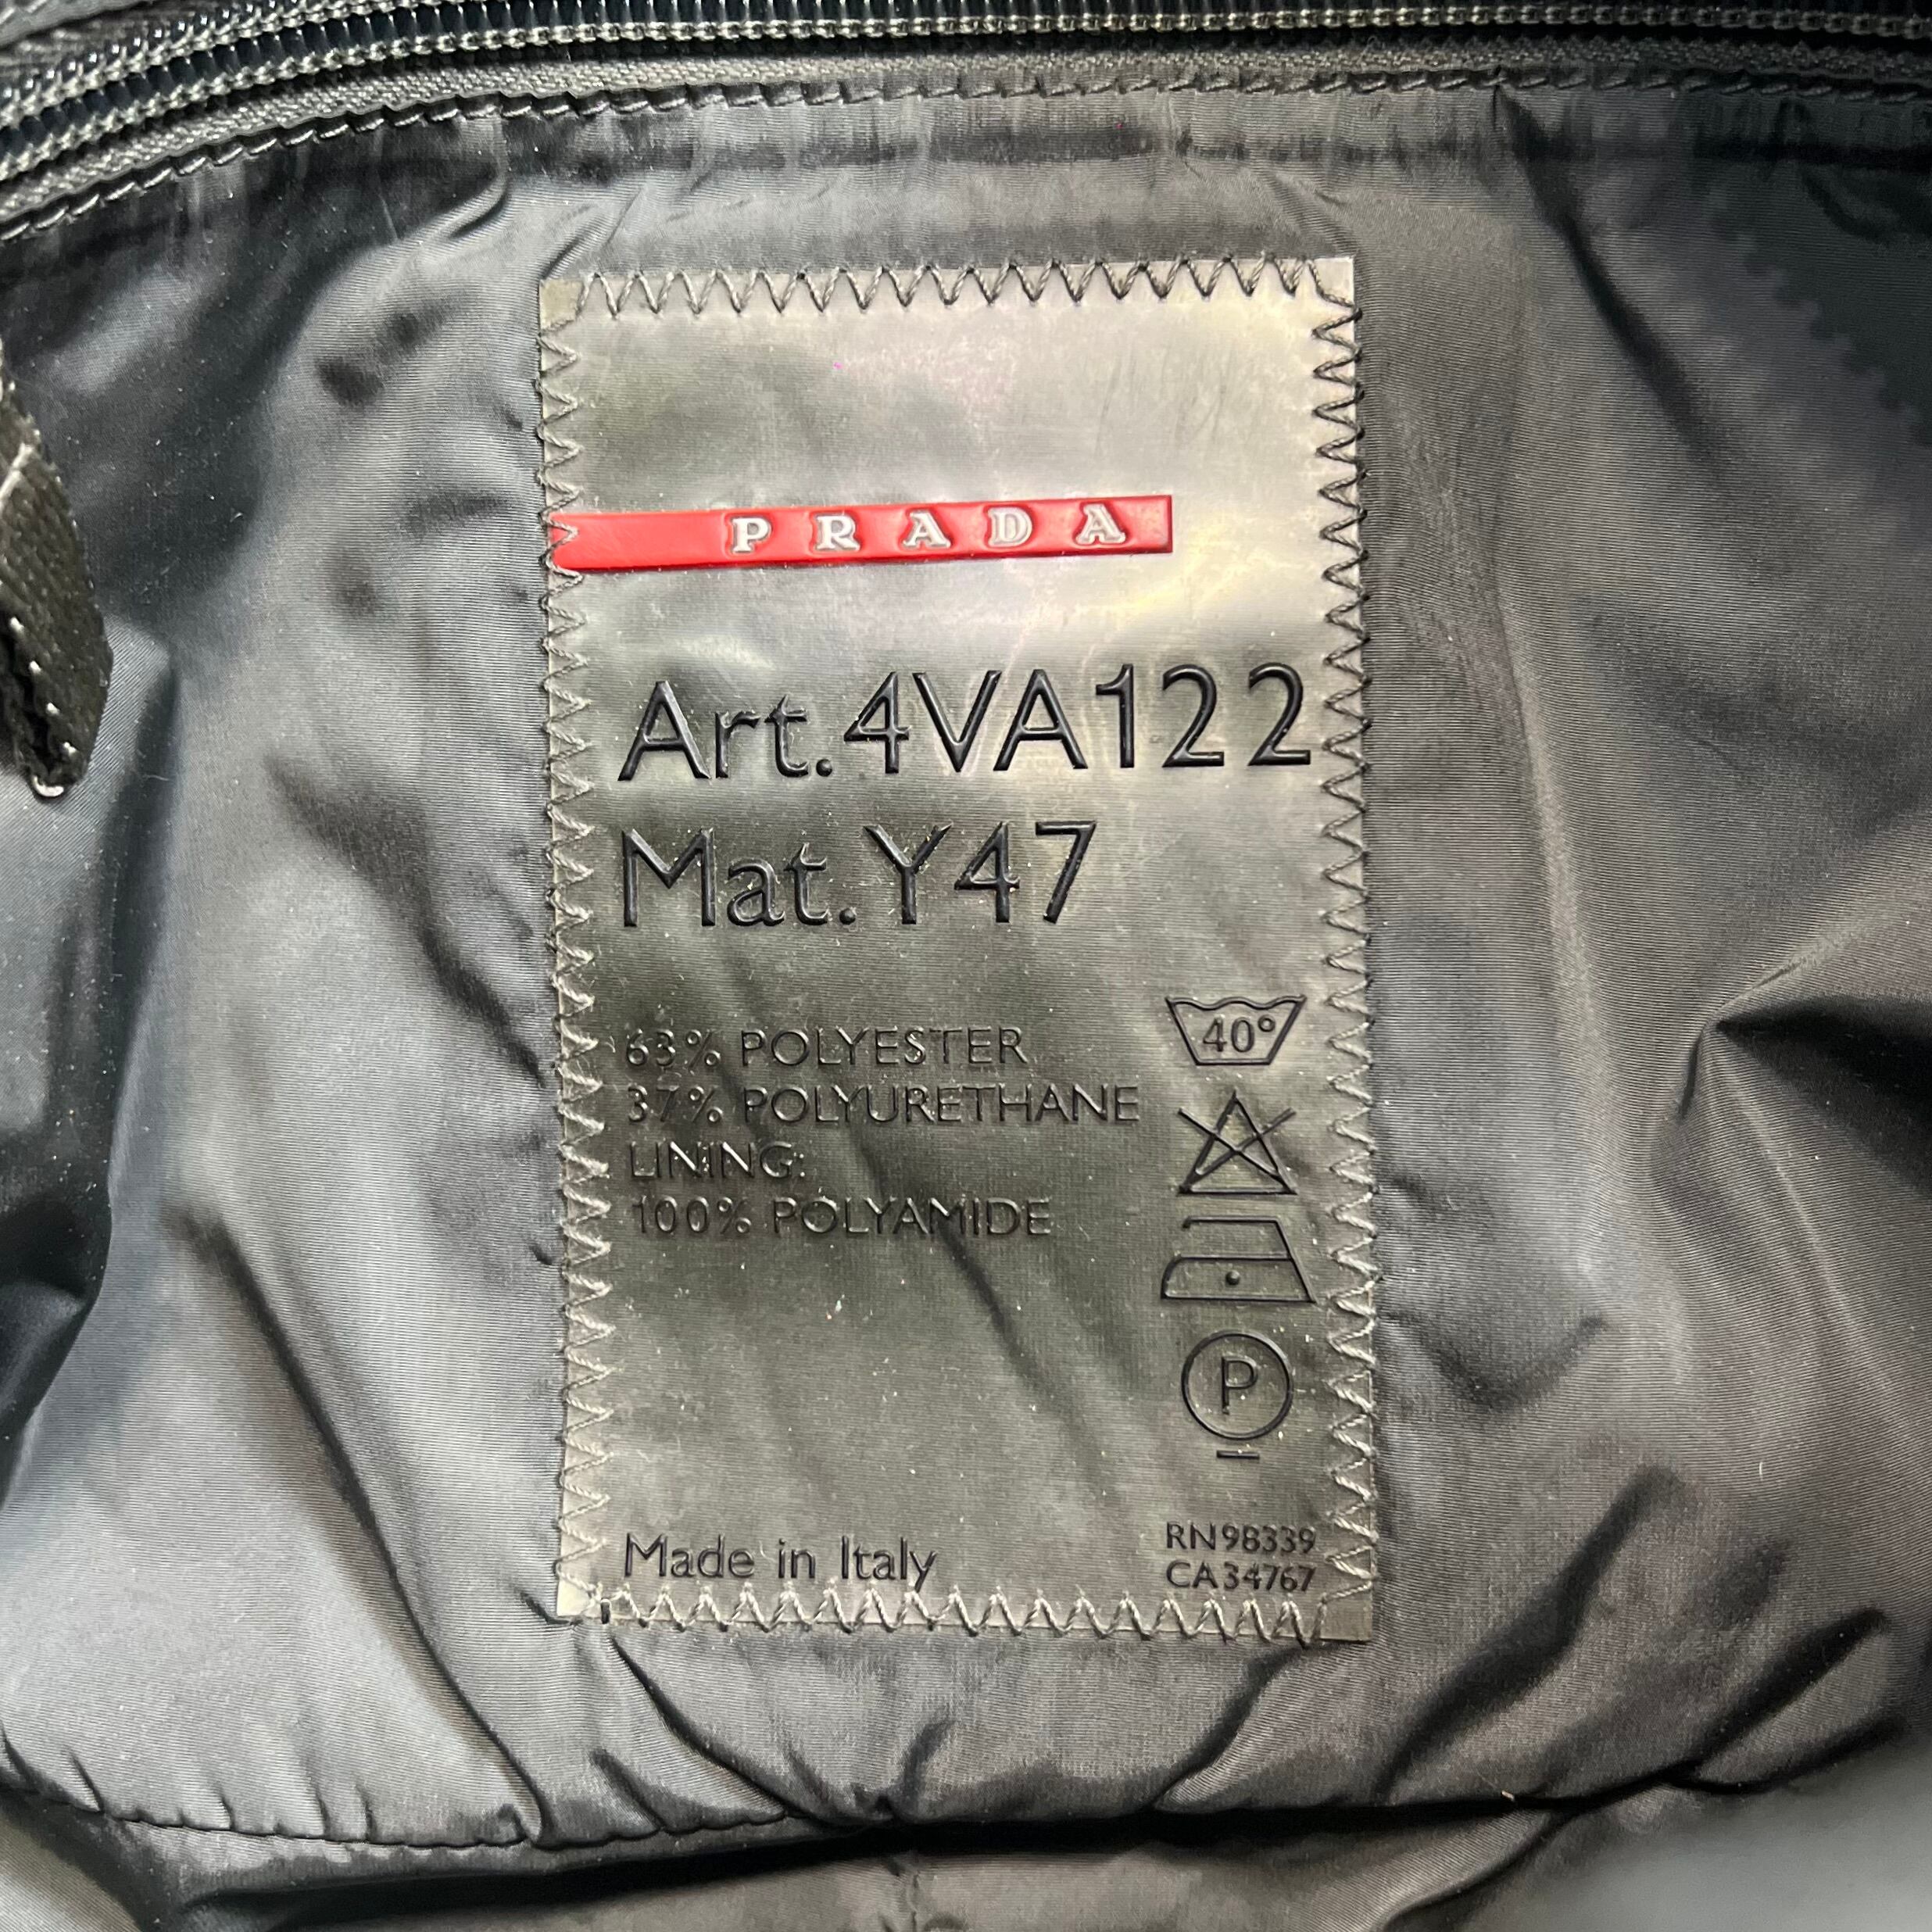 PRADA
Art. 4VA122
Mat. Y47
63% POLYESTER
37% POLYURETHANE
LINING:
100% POLYAMIDE
40°
P
Made in Italy
RN98339
CA34767